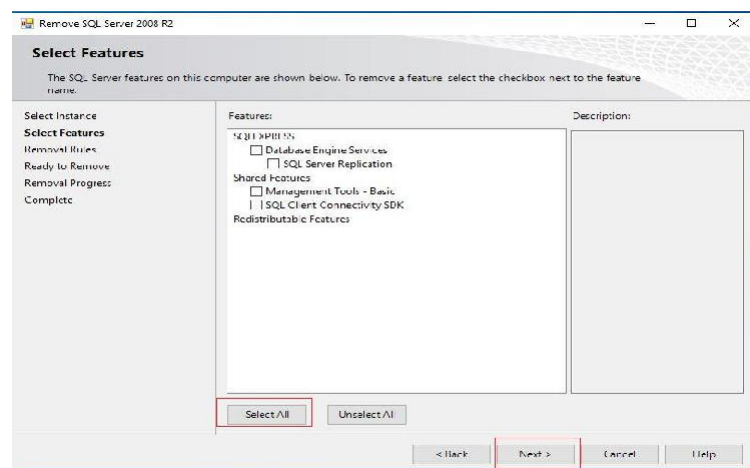 Remove SQL Server 2008 R2
Select Features
The SQL Server features on this computer are shown below. To remove a feature select the checkbox next to the feature
name.
Select Instance
Select Features
Removal Rules
Ready to Remove
Removal Progress
Complete
Features:
SQLEXPRESS
Database Engine Services
SQL Server Replication
Shared Features
Management Tools - Basic
SQL Client Connectivity SDK
Redistributable Features
Description:
Select All
Unselect All
< Back
Next >
Cancel
Help